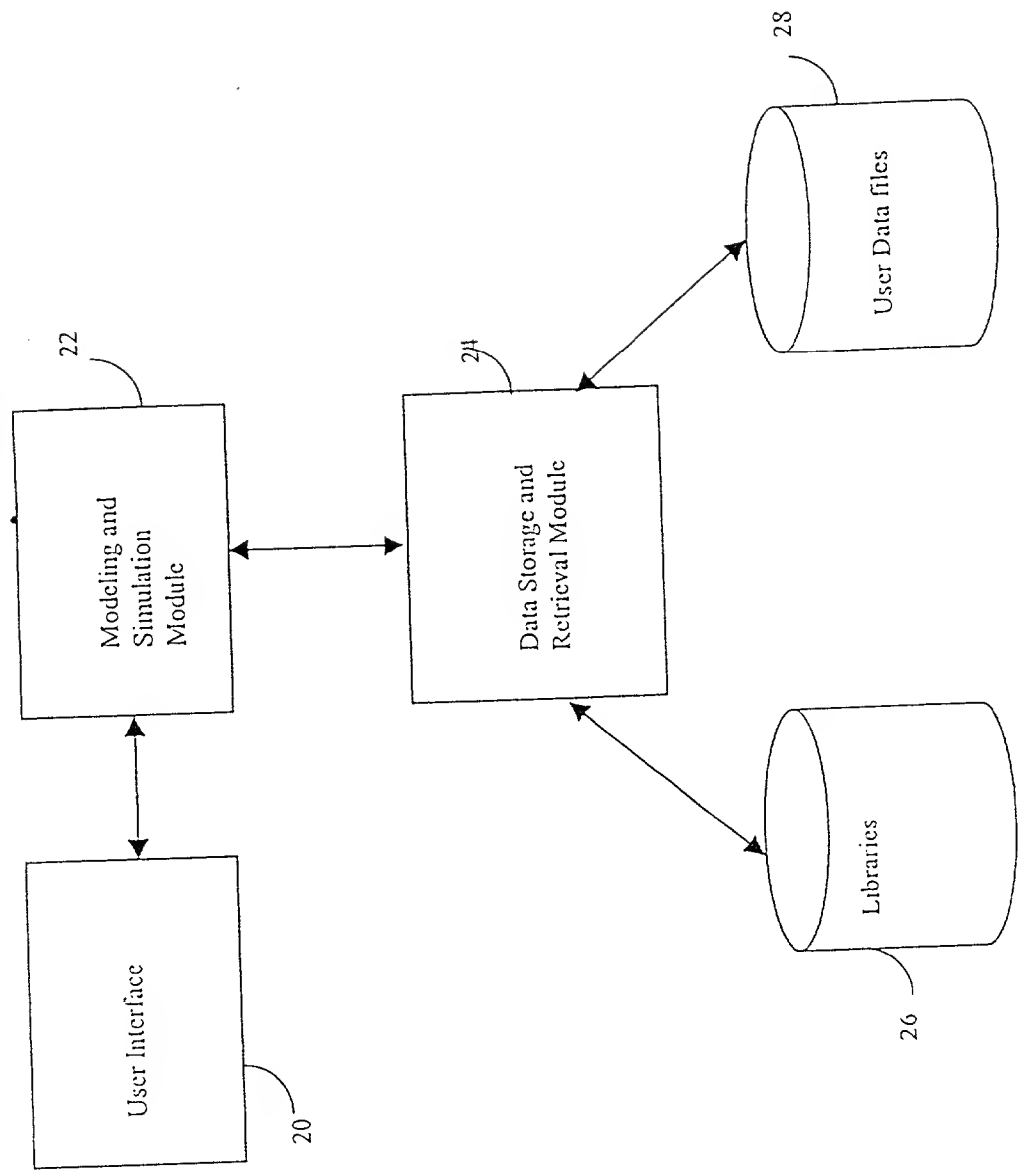 User Interface
20
Modeling and
Simulation
Module
22
Data Storage and
Retrieval Module
24
Libraries
26
User Data files
28